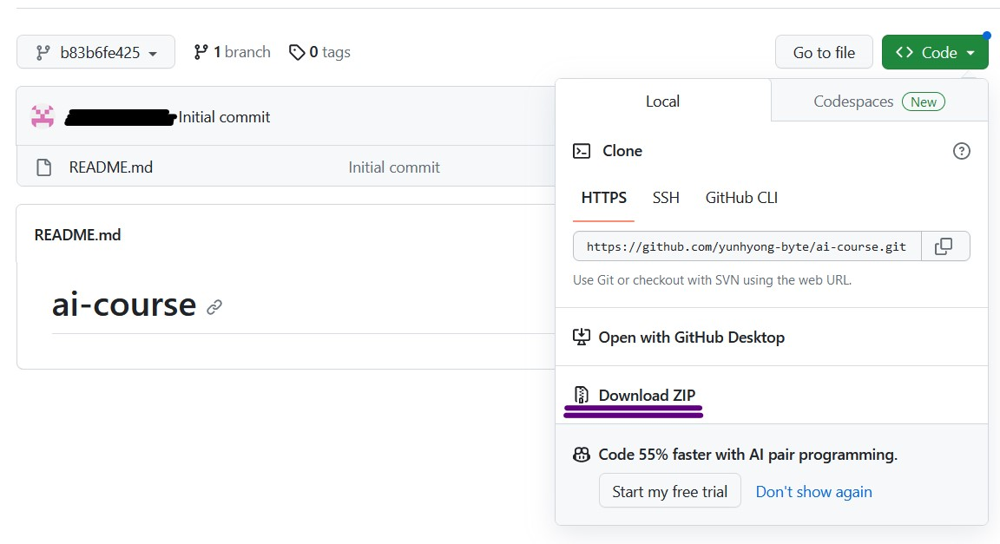 b83b6fe425
1 branch
0 tags
Go to file
Code
Initial commit
README.md
Initial commit
README.md
ai-course
Local
Codespaces New
Clone
HTTPS SSH GitHub CLI
https://github.com/yunhyong-byte/ai-course.git
Use Git or checkout with SVN using the web URL.
Open with GitHub Desktop
Download ZIP
Code 55% faster with AI pair programming.
Start my free trial
Don't show again